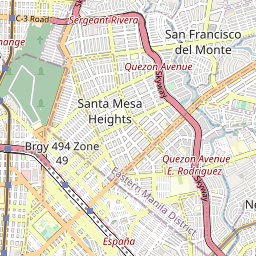 C-3 Road
Sergeant Rivera
San Francisco
del Monte
Quezon Avenue
Skyway
Santa Mesa
Heights
Brgy 494 Zone
49
Quezon Avenue
E. Rodriguez
Skyway
Eastern Manila District
España